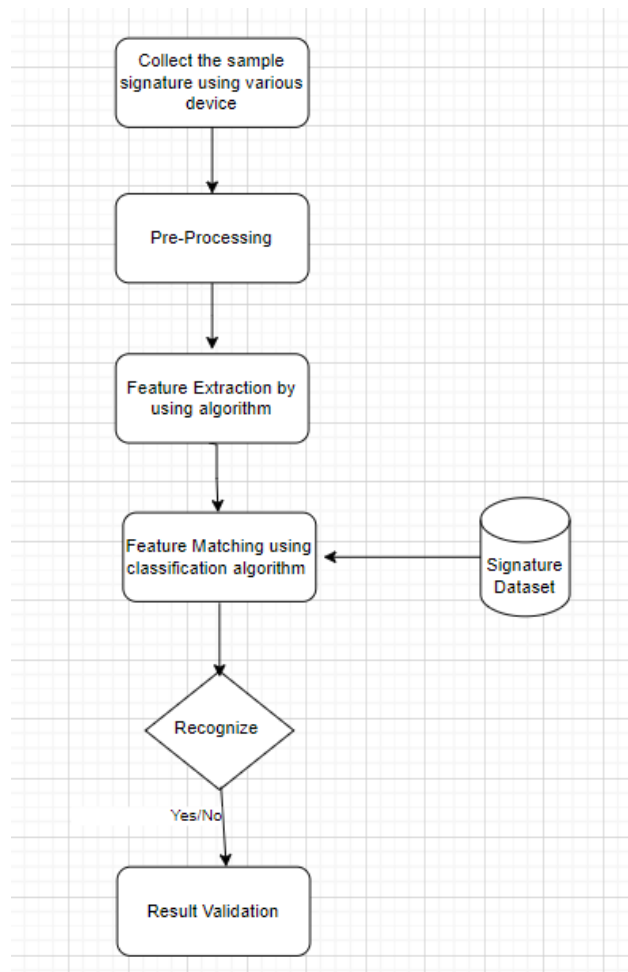 Collect the sample
signature using various
device
Pre-Processing
Feature Extraction by
using algorithm
Feature Matching using
classification algorithm
Signature
Dataset
Recognize
Yes/No
Result Validation